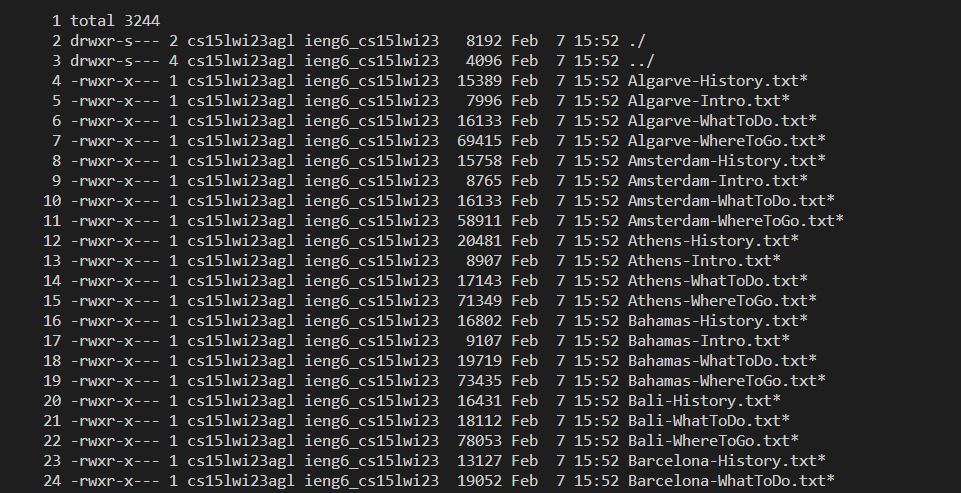 1 total 3244
2 drwxr-s--- 2 cs15lwi23agl ieng6_cs15lwi23 8192 Feb 7 15:52 ./
3 drwxr-s--- 4 cs15lwi23agl ieng6_cs15lwi23 4096 Feb 7 15:52 ../
4 -rwxr-x--- 1 cs15lwi23agl ieng6_cs15lwi23 15389 Feb 7 15:52 Algarve-History.txt*
5 -rwxr-x--- 1 cs15lwi23agl ieng6_cs15lwi23 7996 Feb 7 15:52 Algarve-Intro.txt*
6 -rwxr-x--- 1 cs15lwi23agl ieng6_cs15lwi23 16133 Feb 7 15:52 Algarve-WhatToDo.txt*
7 -rwxr-x--- 1 cs15lwi23agl ieng6_cs15lwi23 69415 Feb 7 15:52 Algarve-WhereToGo.txt*
8 -rwxr-x--- 1 cs15lwi23agl ieng6_cs15lwi23 15758 Feb 7 15:52 Amsterdam-History.txt*
9 -rwxr-x--- 1 cs15lwi23agl ieng6_cs15lwi23 8765 Feb 7 15:52 Amsterdam-Intro.txt*
10 -rwxr-x--- 1 cs15lwi23agl ieng6_cs15lwi23 16133 Feb 7 15:52 Amsterdam-WhatToDo.txt*
11 -rwxr-x--- 1 cs15lwi23agl ieng6_cs15lwi23 58911 Feb 7 15:52 Amsterdam-WhereToGo.txt*
12 -rwxr-x--- 1 cs15lwi23agl ieng6_cs15lwi23 20481 Feb 7 15:52 Athens-History.txt*
13 -rwxr-x--- 1 cs15lwi23agl ieng6_cs15lwi23 8907 Feb 7 15:52 Athens-Intro.txt*
14 -rwxr-x--- 1 cs15lwi23agl ieng6_cs15lwi23 17143 Feb 7 15:52 Athens-WhatToDo.txt*
15 -rwxr-x--- 1 cs15lwi23agl ieng6_cs15lwi23 71349 Feb 7 15:52 Athens-WhereToGo.txt*
16 -rwxr-x--- 1 cs15lwi23agl ieng6_cs15lwi23 16802 Feb 7 15:52 Bahamas-History.txt*
17 -rwxr-x--- 1 cs15lwi23agl ieng6_cs15lwi23 9107 Feb 7 15:52 Bahamas-Intro.txt*
18 -rwxr-x--- 1 cs15lwi23agl ieng6_cs15lwi23 19719 Feb 7 15:52 Bahamas-WhatToDo.txt*
19 -rwxr-x--- 1 cs15lwi23agl ieng6_cs15lwi23 73435 Feb 7 15:52 Bahamas-WhereToGo.txt*
20 -rwxr-x--- 1 cs15lwi23agl ieng6_cs15lwi23 16431 Feb 7 15:52 Bali-History.txt*
21 -rwxr-x--- 1 cs15lwi23agl ieng6_cs15lwi23 18112 Feb 7 15:52 Bali-WhatToDo.txt*
22 -rwxr-x--- 1 cs15lwi23agl ieng6_cs15lwi23 78053 Feb 7 15:52 Bali-WhereToGo.txt*
23 -rwxr-x--- 1 cs15lwi23agl ieng6_cs15lwi23 13127 Feb 7 15:52 Barcelona-History.txt*
24 -rwxr-x--- 1 cs15lwi23agl ieng6_cs15lwi23 19052 Feb 7 15:52 Barcelona-WhatToDo.txt*